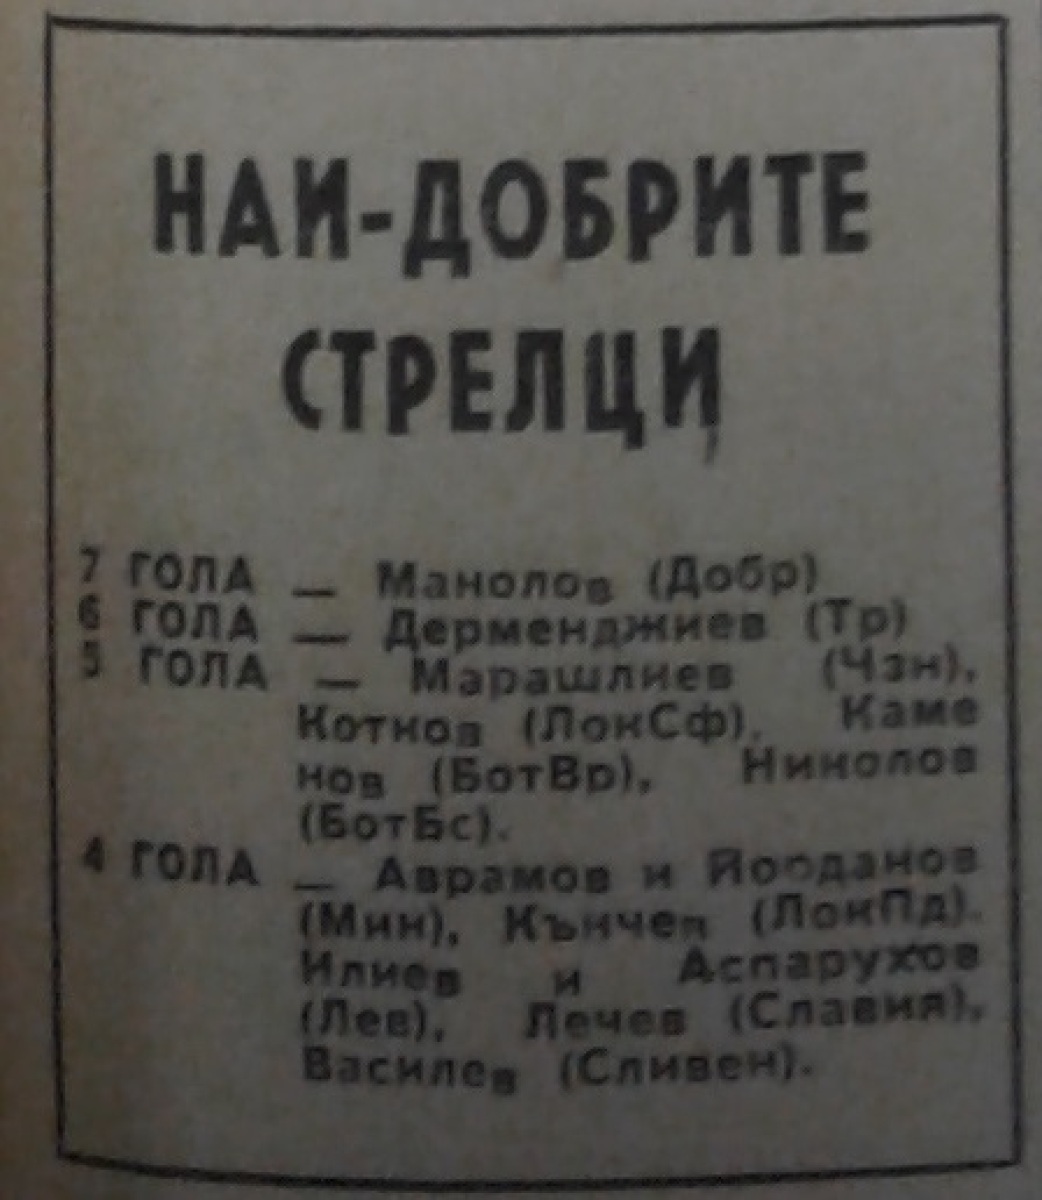 НАЙ-ДОБРИТЕ
СТРЕЛЦИ
7 ГОЛА — Манолов (Добр)
6 ГОЛА — Дерменджиев (Тр)
5 ГОЛА — Марашлиев (Чзн),
Котков (ЛокСф), Каме
нов (БотВр), Николов
(БотБс).
4 ГОЛА — Аврамов и Йорданов
(Мин), Кънчев (ЛокПд),
Илиев и Аспарухов
(Лев), Лечев (Славия),
Василев (Сливен).